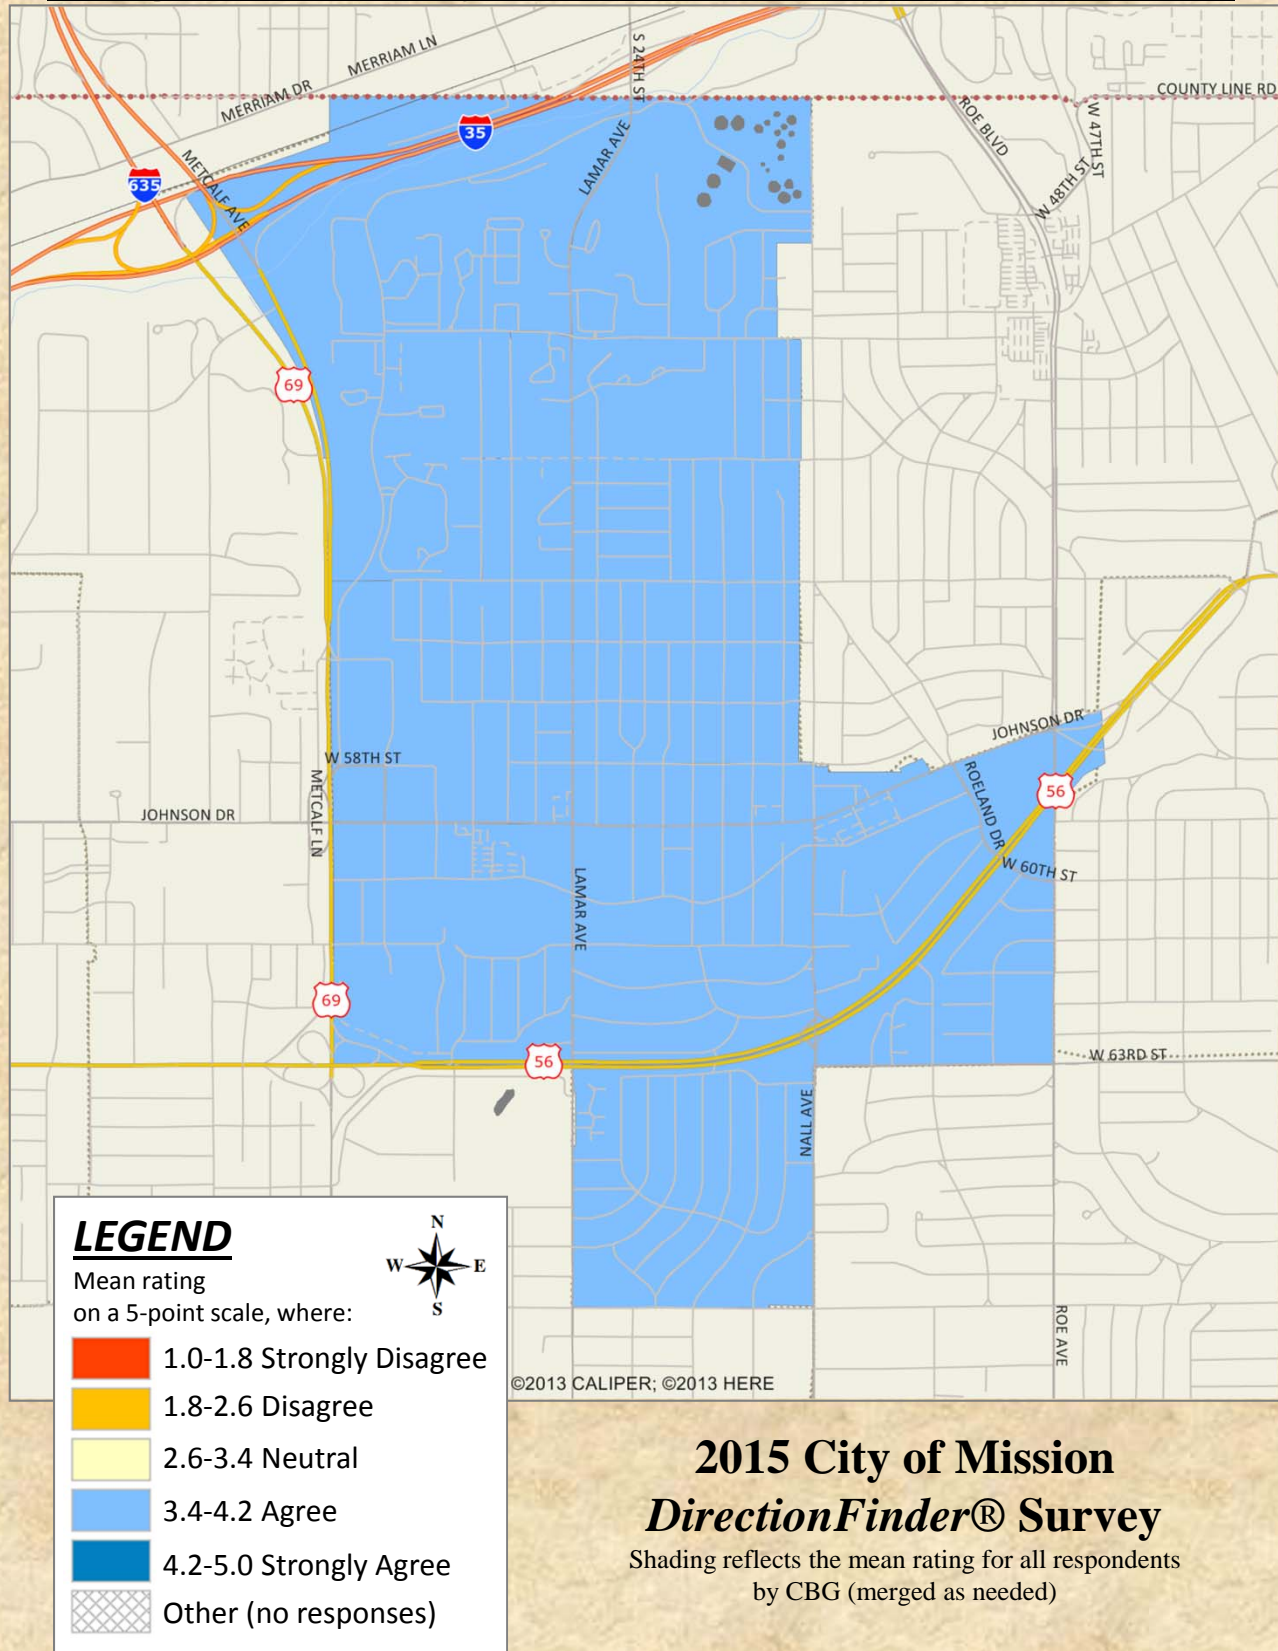 MERRIAM LN
S 24TH ST
MERRIAM DR
COUNTY LINE RD
ROE BLVD
W 47TH ST
35
LAMAR AVE
METCALF AVE
635
W 48TH ST
69
JOHNSON DR
W 58TH ST
ROELAND DR
56
METCALF LN
JOHNSON DR
W 60TH ST
LAMAR AVE
69
56
W 63RD ST
NALL AVE
ROE AVE
LEGEND
N
W E
S
Mean rating
on a 5-point scale, where:
1.0-1.8 Strongly Disagree
1.8-2.6 Disagree
2.6-3.4 Neutral
3.4-4.2 Agree
4.2-5.0 Strongly Agree
Other (no responses)
©2013 CALIPER; ©2013 HERE
2015 City of Mission
DirectionFinder® Survey
Shading reflects the mean rating for all respondents
by CBG (merged as needed)